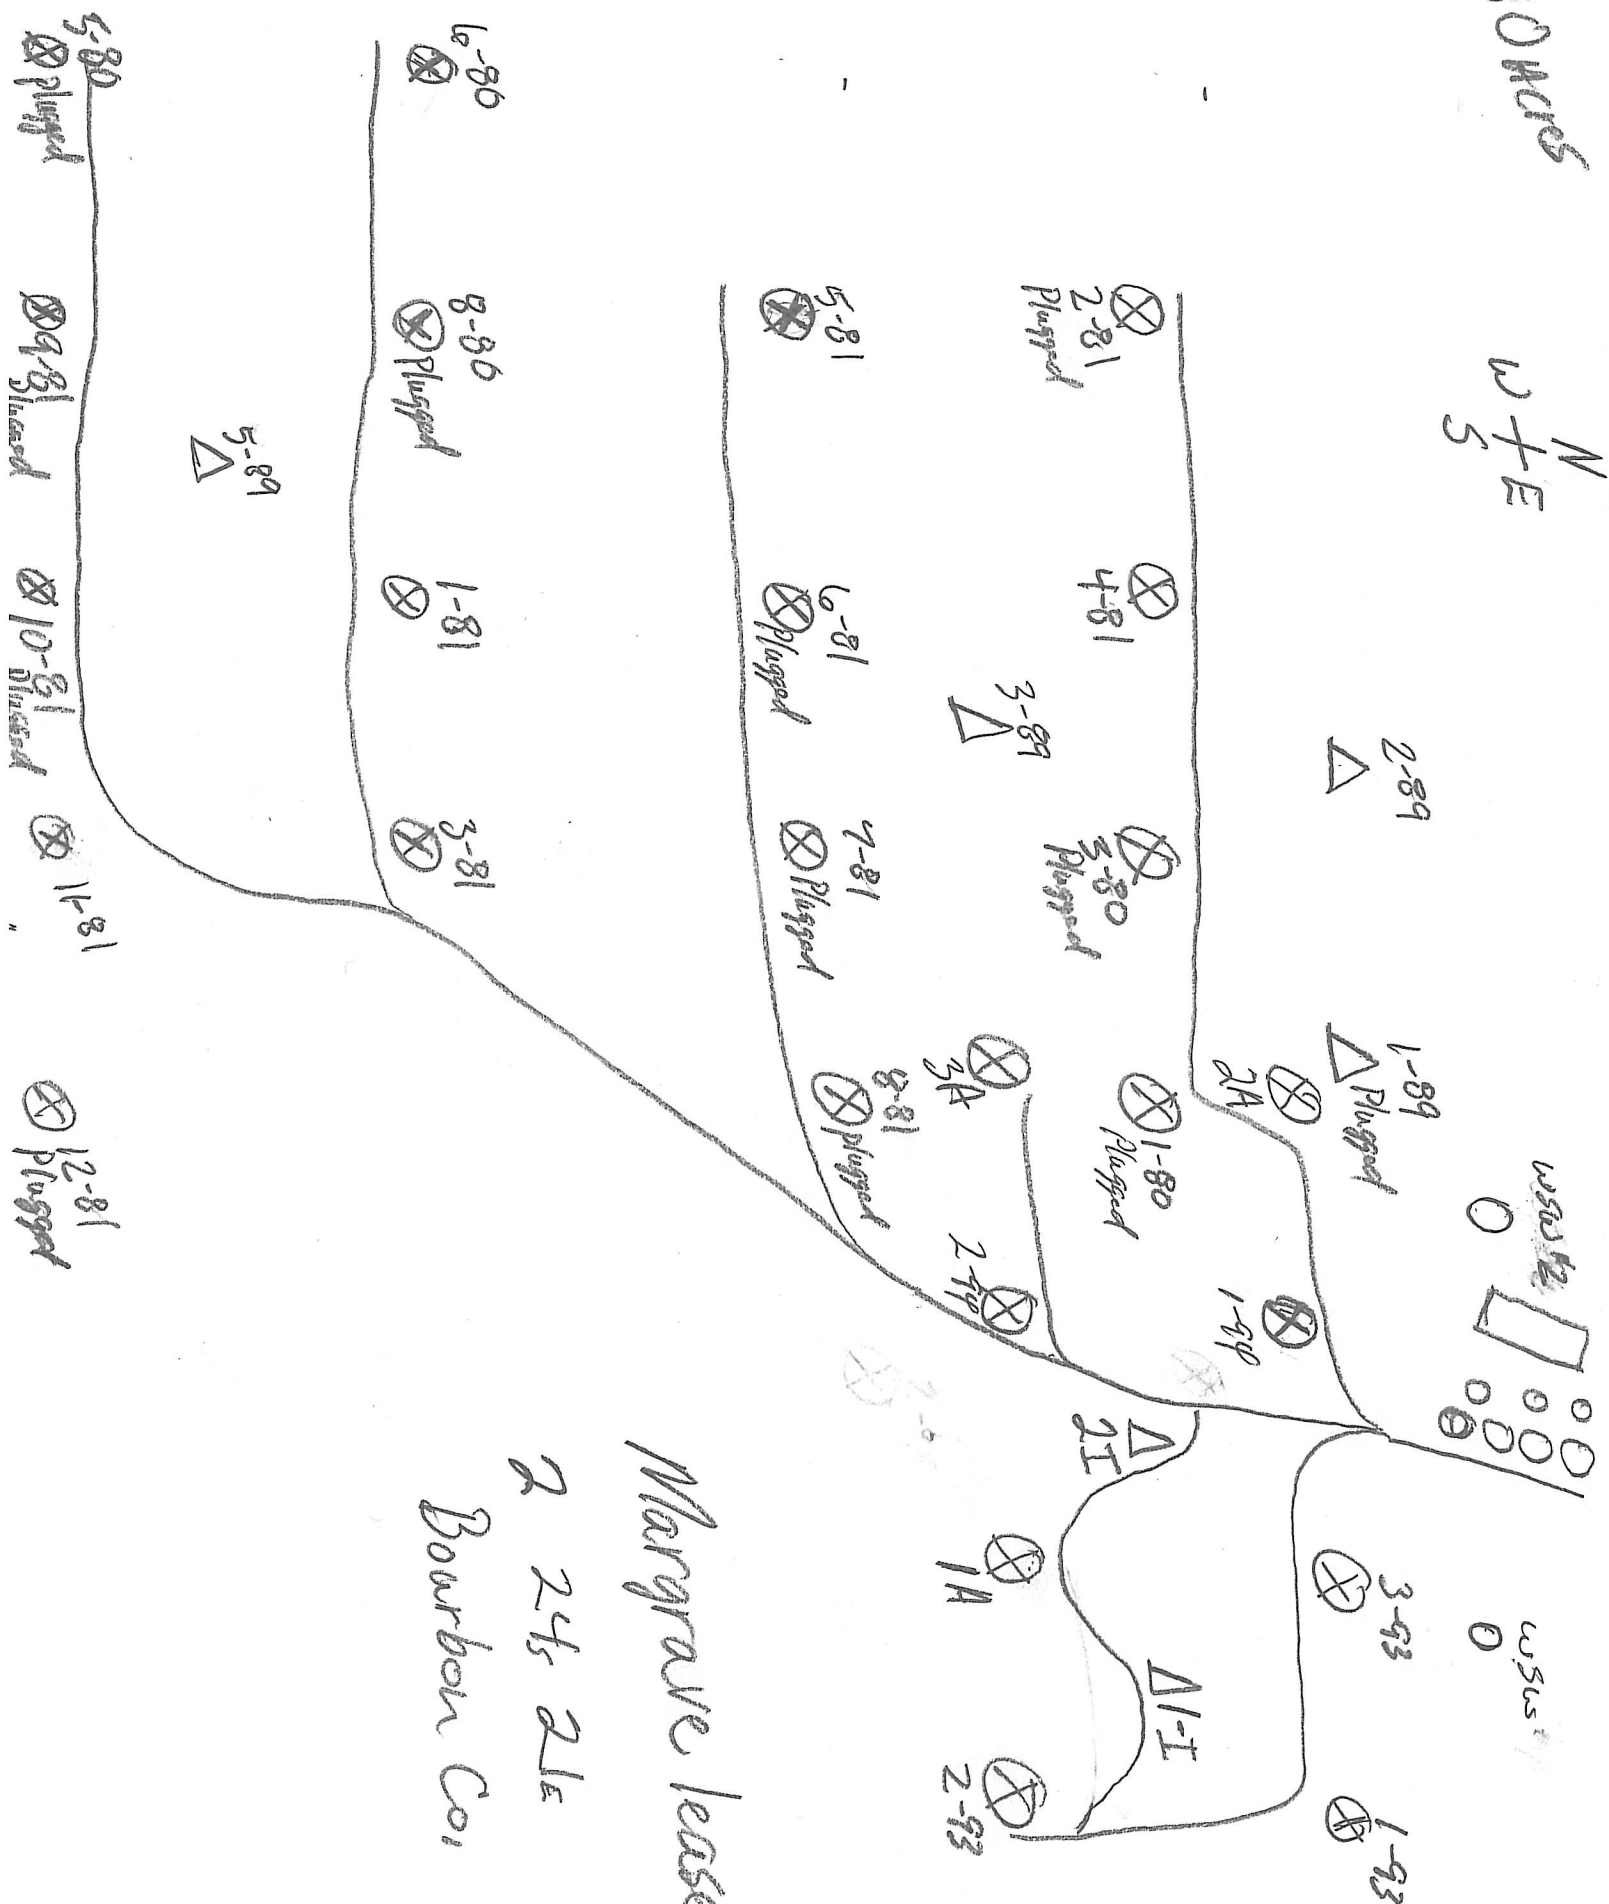 0 Acres
N
W E
S
WSW #2
WSW
2-89
1-89
Plugged
3-93
1-93
2A
1-94
2-81
Plugged
4-81
3-80
Plugged
1-80
Plugged
2I
1-I
3-89
3A
2-94
1A
2-93
5-81
6-81
Plugged
7-81
Plugged
8-81
plugged
6-80
8-80
Plugged
1-81
3-81
5-89
5-80
plugged
9-81
plugged
10-81
plugged
11-81
"
12-81
plugged
Margrave lease
2 24s 21E
Bourbon Co.